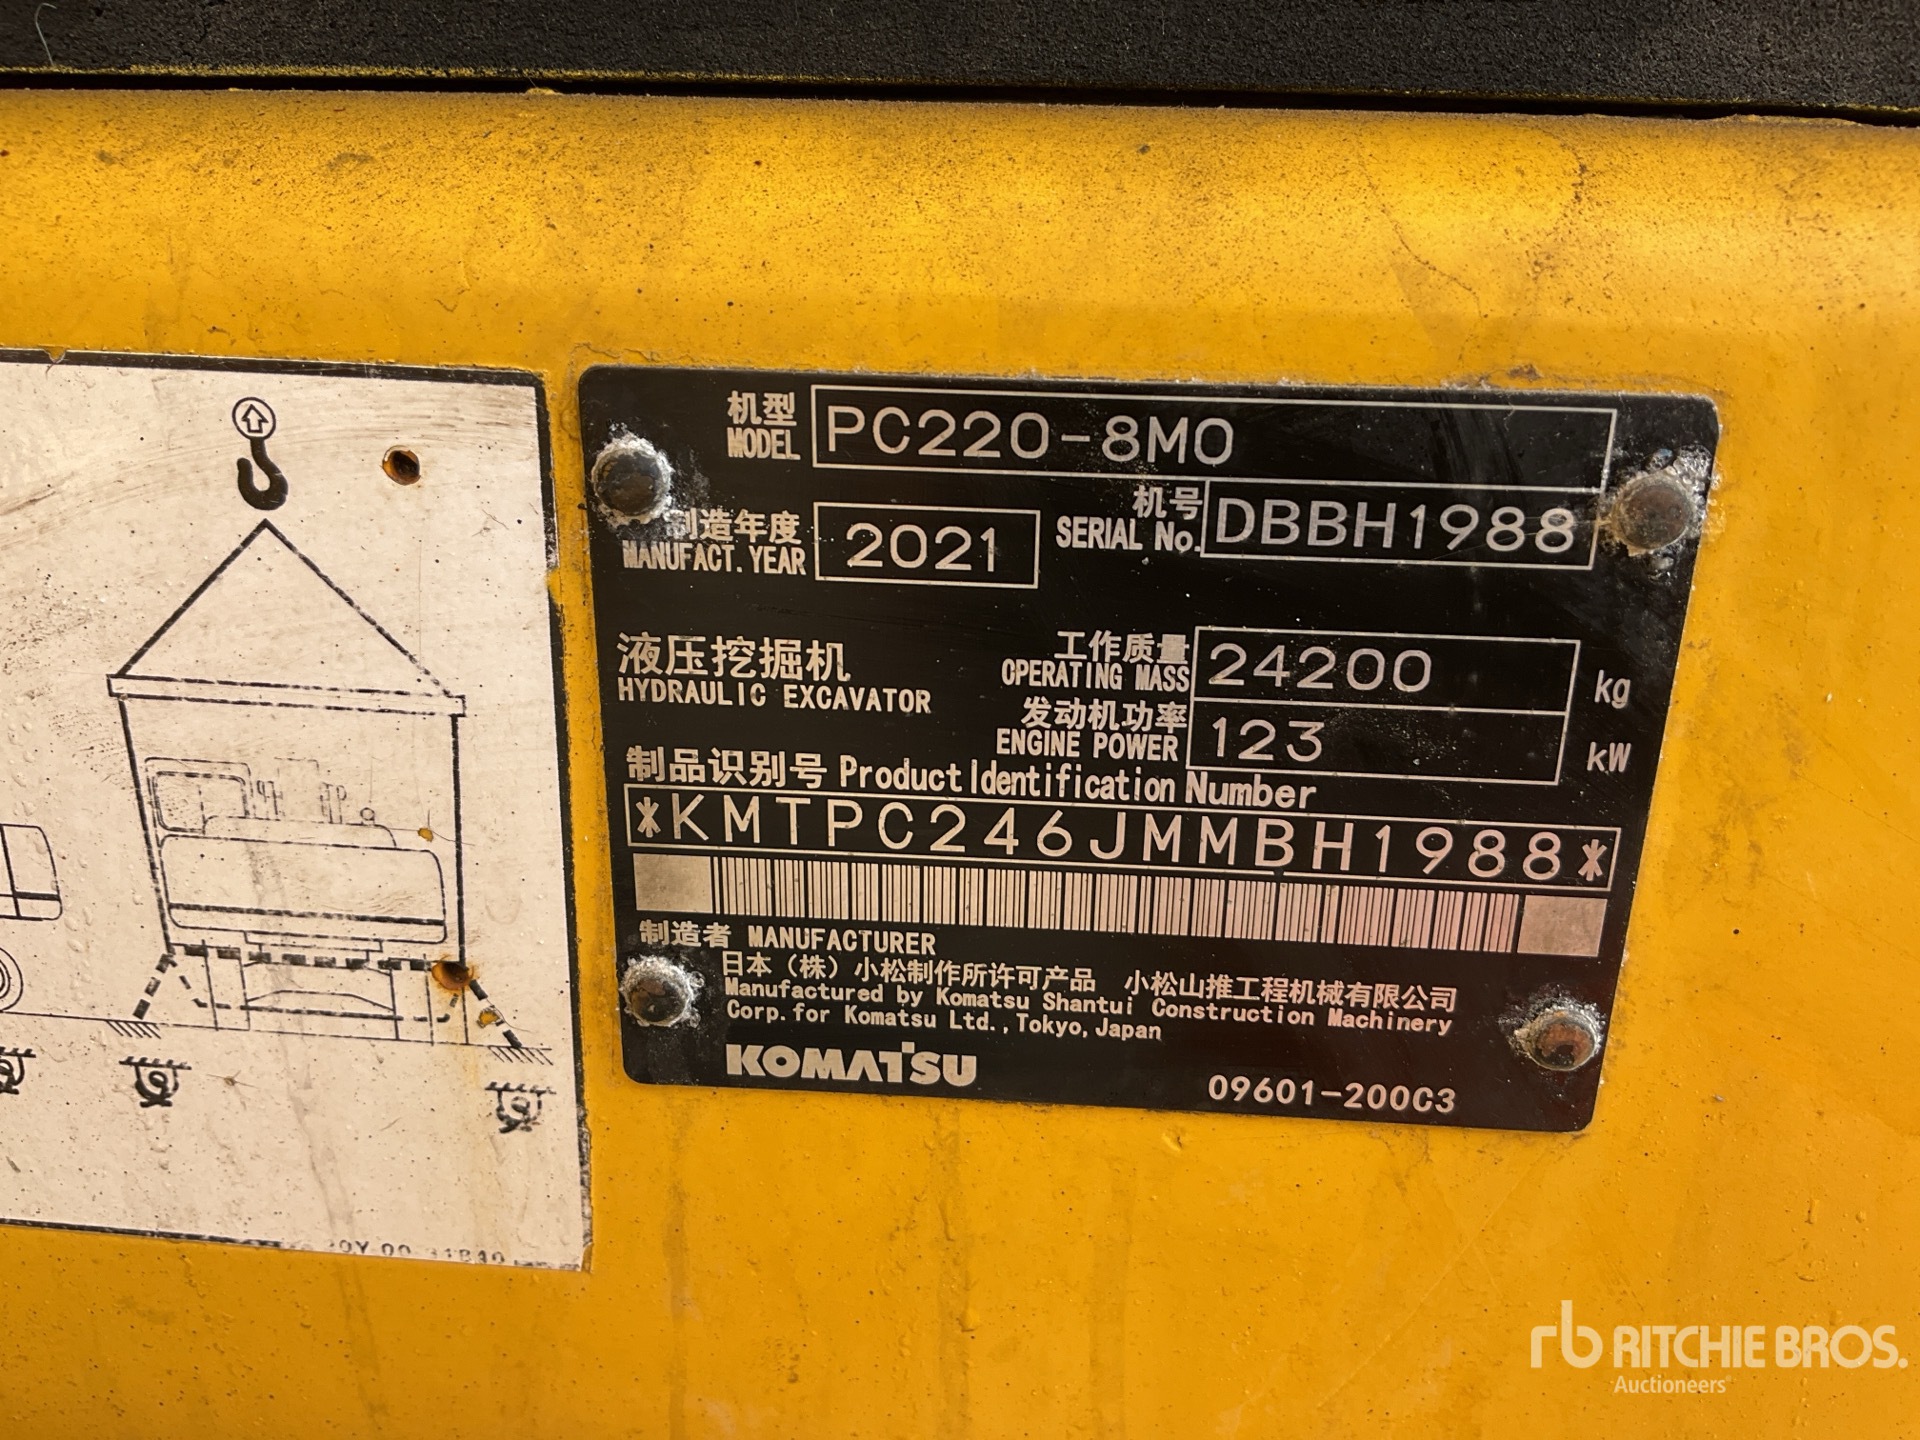 机型
MODEL
PC220-8M0
制造年度
MANUFACT. YEAR
2021
机号
SERIAL No.
DBBH1988
液压挖掘机
HYDRAULIC EXCAVATOR
工作质量
OPERATING MASS
24200
kg
发动机功率
ENGINE POWER
123
kW
制品识别号 Product Identification Number
*KMTPC246JMMBH1988*
制造者 MANUFACTURER
日本（株）小松制作所许可产品 小松山推工程机械有限公司
Manufactured by Komatsu Shantui Construction Machinery
Corp. for Komatsu Ltd., Tokyo, Japan
KOMATSU
09601-200C3
rb RITCHIE BROS.
Auctioneers